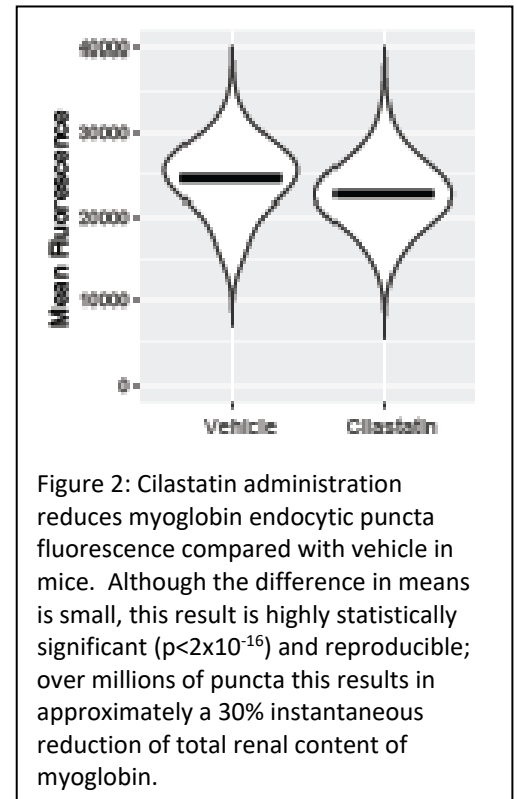 40000
30000
20000
10000
0
Mean Fluorescence
Vehicle
Cilastatin
Figure 2: Cilastatin administration
reduces myoglobin endocytic puncta
fluorescence compared with vehicle in
mice.  Although the difference in means
is small, this result is highly statistically
significant (p<2x10⁻¹⁶) and reproducible;
over millions of puncta this results in
approximately a 30% instantaneous
reduction of total renal content of
myoglobin.